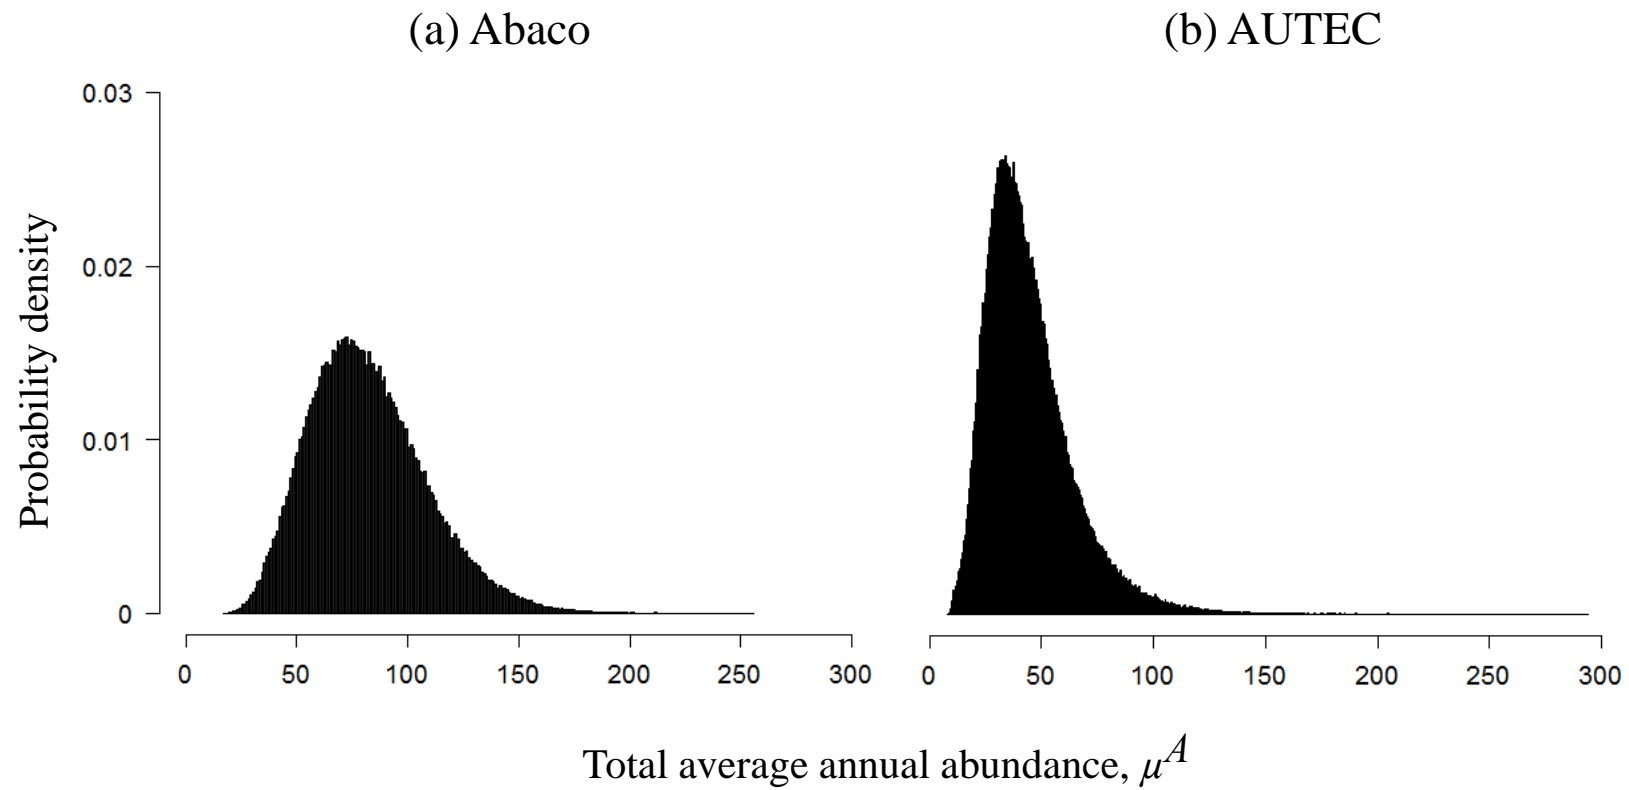 (a) Abaco
(b) AUTEC
Probability density
0.03
0.02
0.01
0
0 50 100 150 200 250 300
0 50 100 150 200 250 300
Total average annual abundance, μ^A